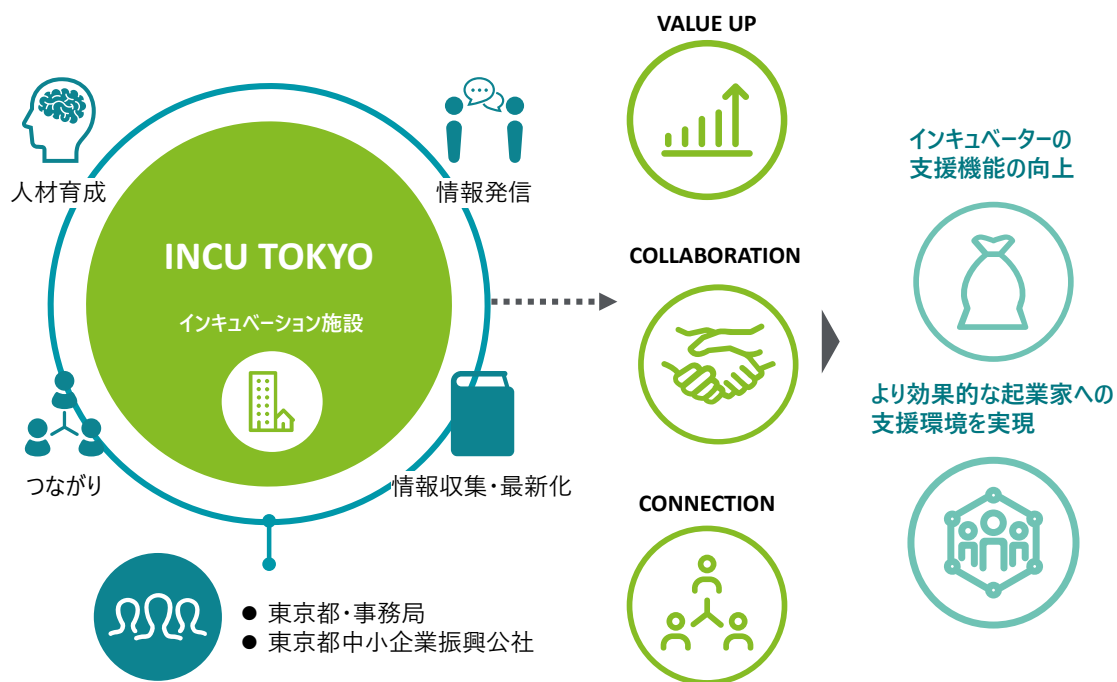 人材育成
情報発信
INCU TOKYO
インキュベーション施設
つながり
情報収集・最新化
● 東京都・事務局
● 東京都中小企業振興公社
VALUE UP
COLLABORATION
CONNECTION
インキュベーターの
支援機能の向上
より効果的な起業家への
支援環境を実現